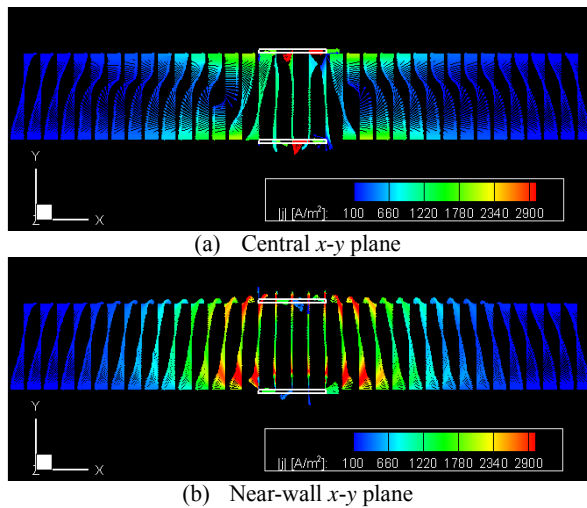 Y
Z
X
|j| [A/m²]: 100 660 1220 1780 2340 2900
(a) Central x-y plane
Y
Z
X
|j| [A/m²]: 100 660 1220 1780 2340 2900
(b) Near-wall x-y plane